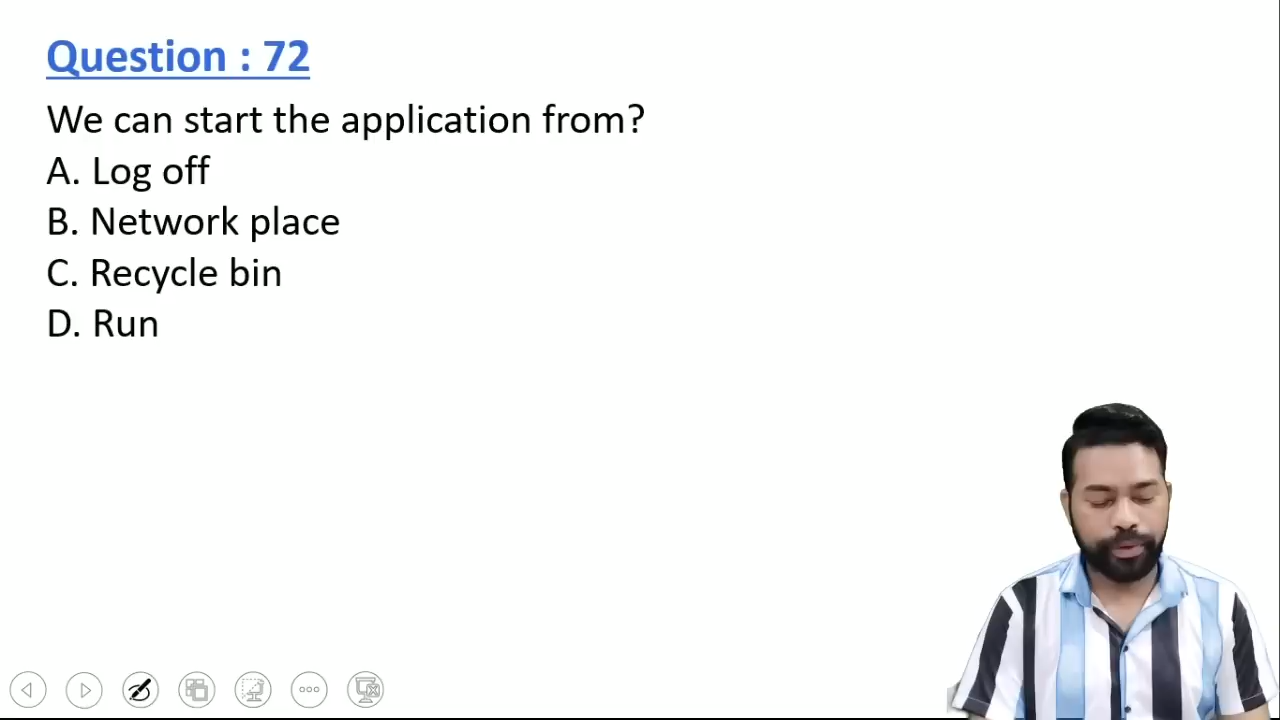 Question : 72
We can start the application from?
A. Log off
B. Network place
C. Recycle bin
D. Run